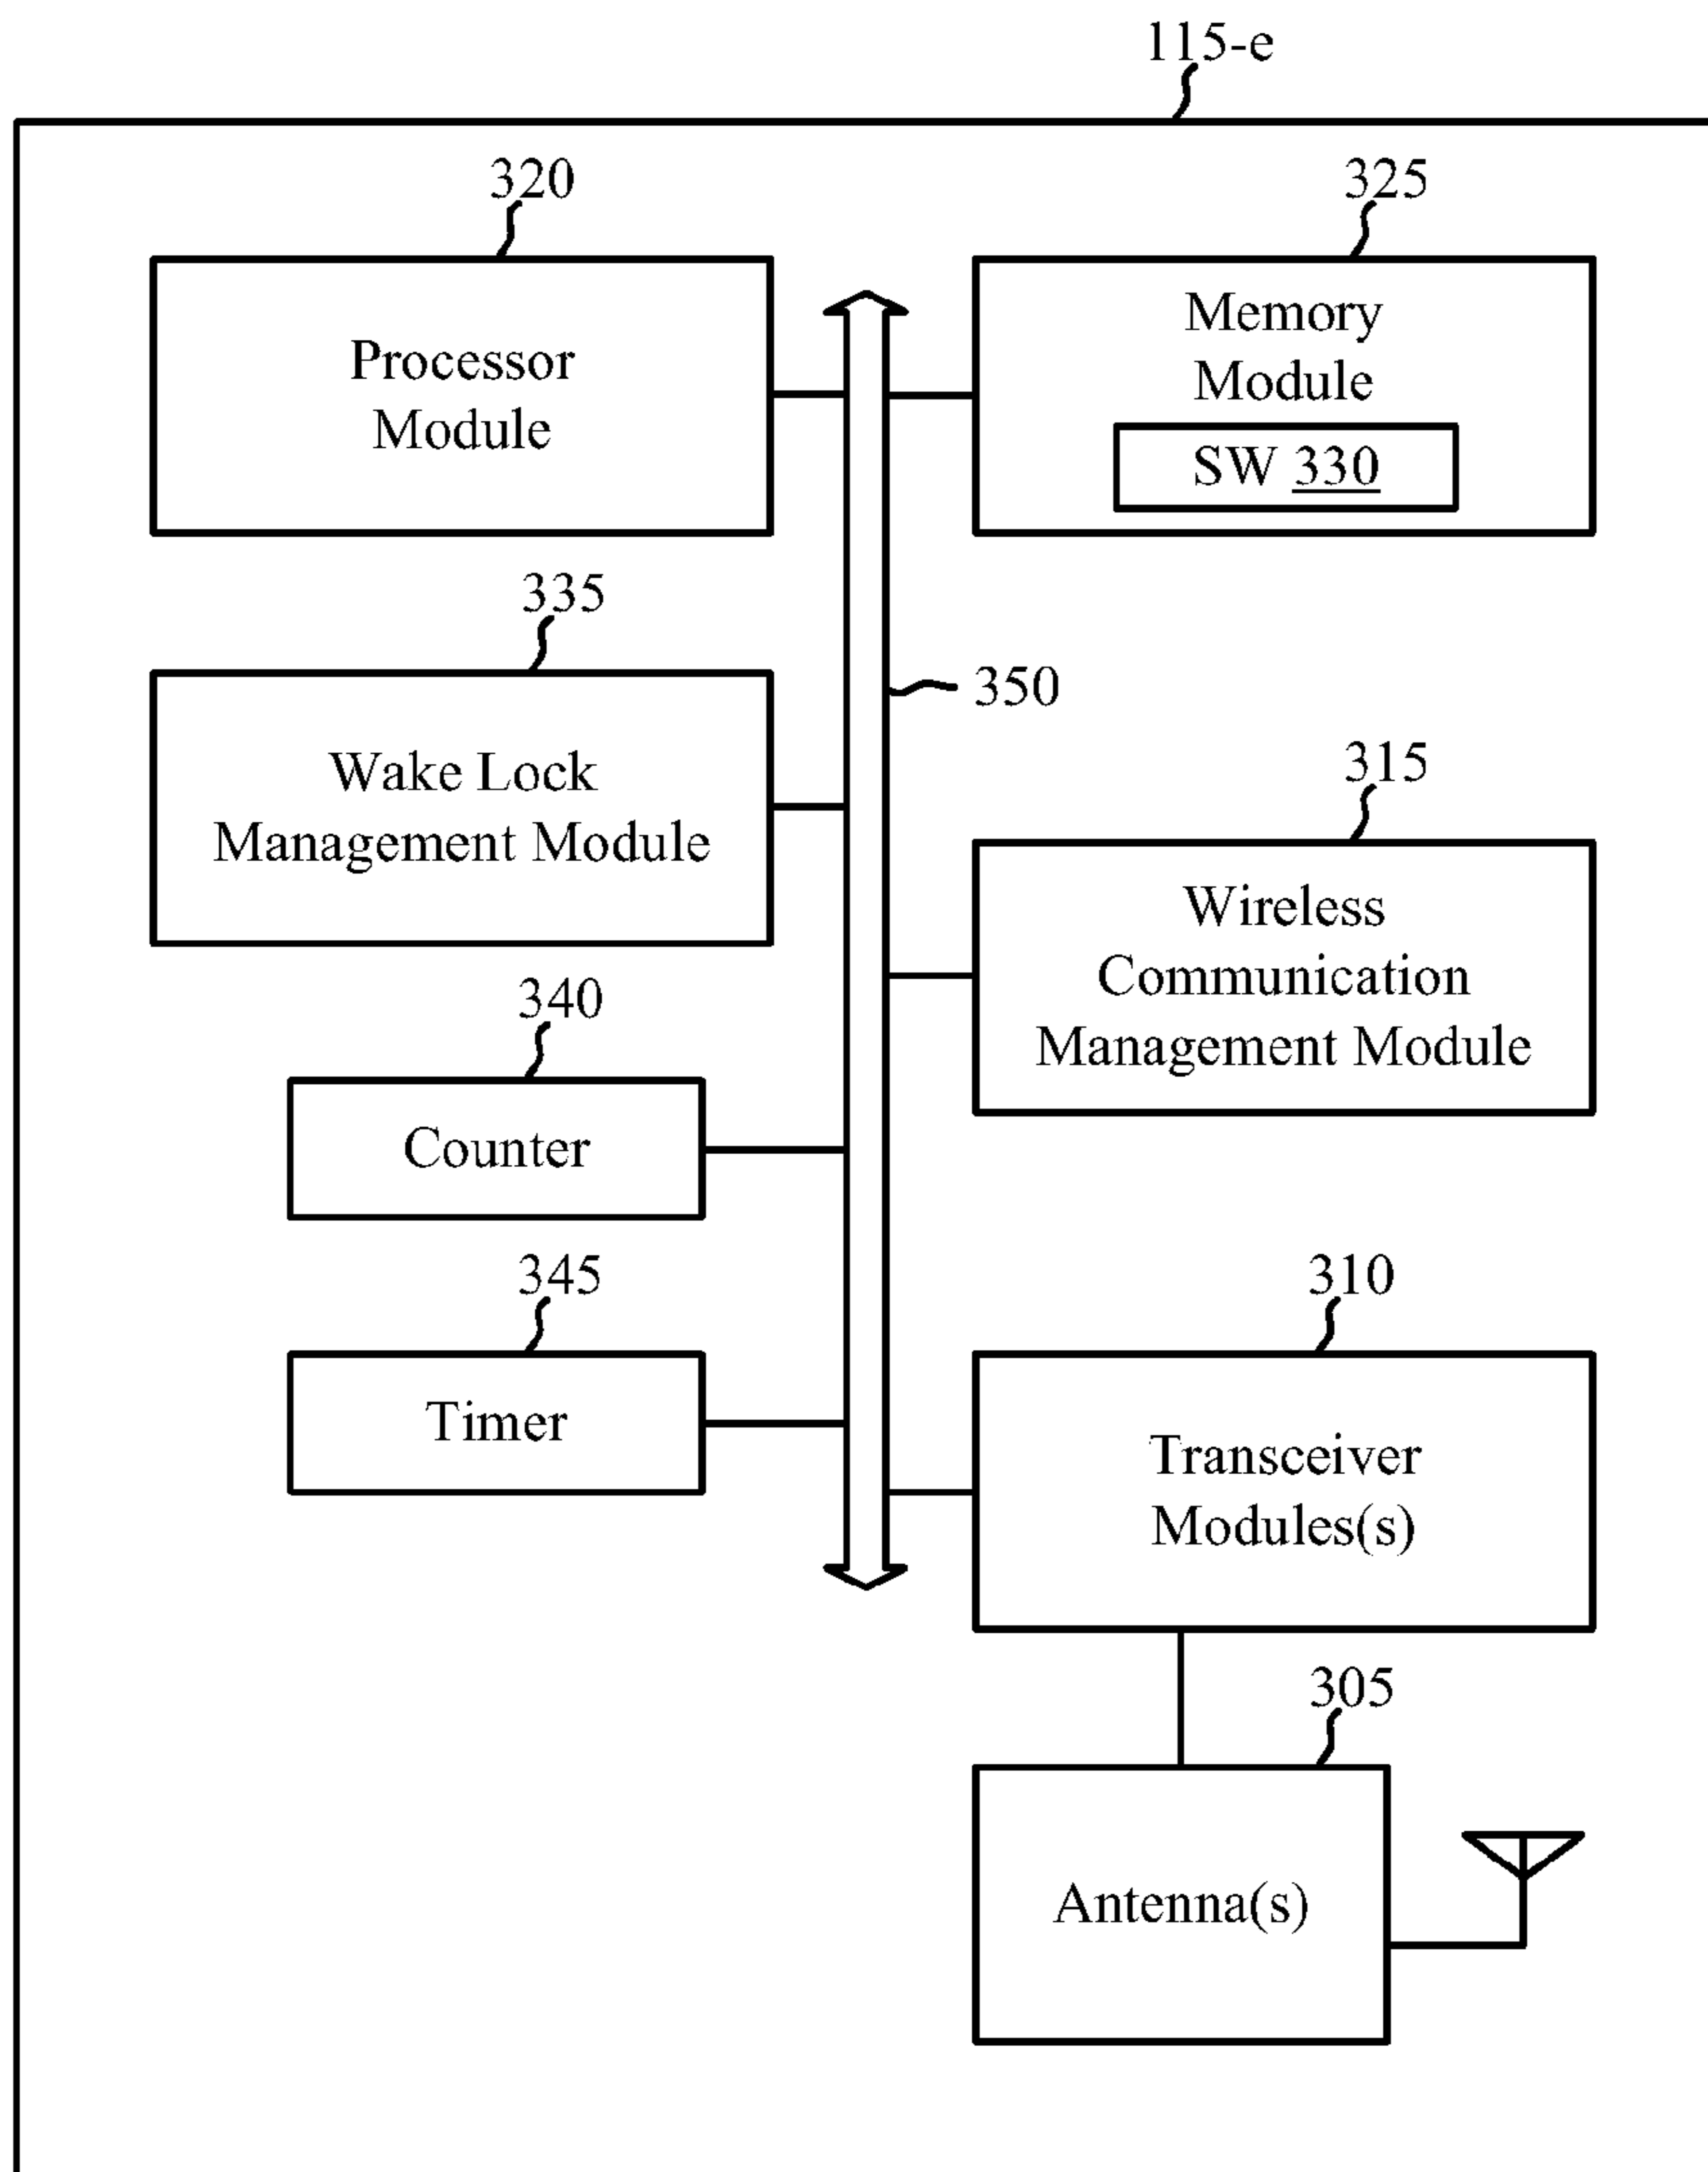 115-e
320
325
Processor
Module
Memory
Module
SW 330
335
350
Wake Lock
Management Module
315
Wireless
Communication
Management Module
340
Counter
345
310
Timer
Transceiver
Modules(s)
305
Antenna(s)